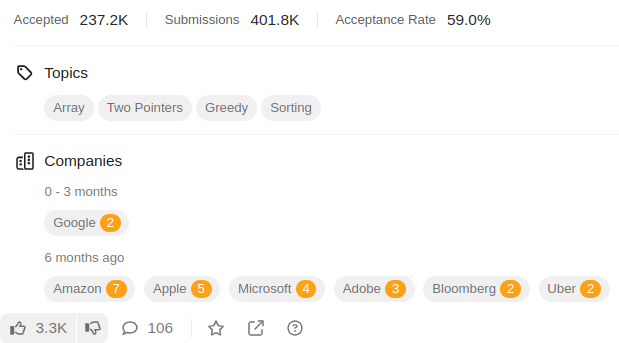 Accepted 237.2K Submissions 401.8K Acceptance Rate 59.0%
Topics
Array Two Pointers Greedy Sorting
Companies
0 - 3 months
Google 2
6 months ago
Amazon 7 Apple 5 Microsoft 4 Adobe 3 Bloomberg 2 Uber 2
3.3K 106